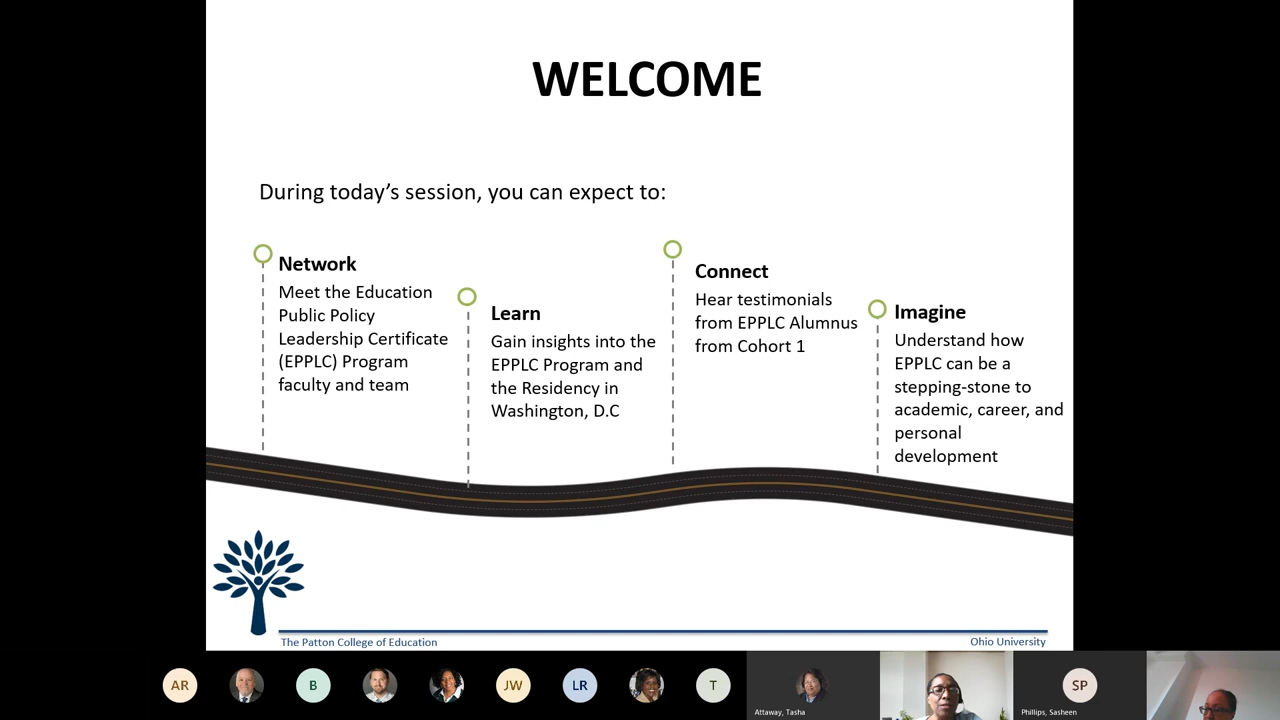 WELCOME
During today's session, you can expect to:
Network
Meet the Education
Public Policy
Leadership Certificate
(EPPLC) Program
faculty and team
Learn
Gain insights into the
EPPLC Program and
the Residency in
Washington, D.C
Connect
Hear testimonials
from EPPLC Alumnus
from Cohort 1
Imagine
Understand how
EPPLC can be a
stepping-stone to
academic, career, and
personal
development
The Patton College of Education
Ohio University
AR
B
JW
LR
T
Attaway, Tasha
SP
Phillips, Sasheen